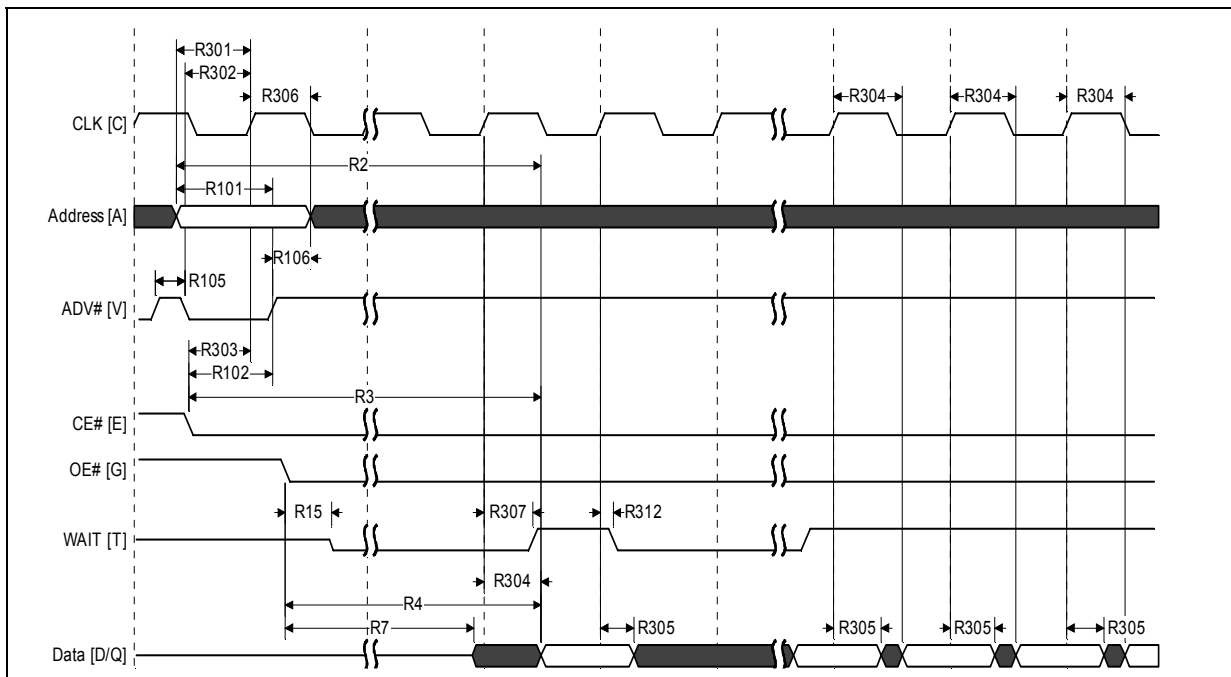 R301
R302
R306
R304
R304
R304
CLK [C]
R2
R101
Address [A]
R106
R105
ADV# [V]
R303
R102
R3
CE# [E]
OE# [G]
R15
R307
R312
WAIT [T]
R304
R4
R7
R305
R305
R305
R305
Data [D/Q]